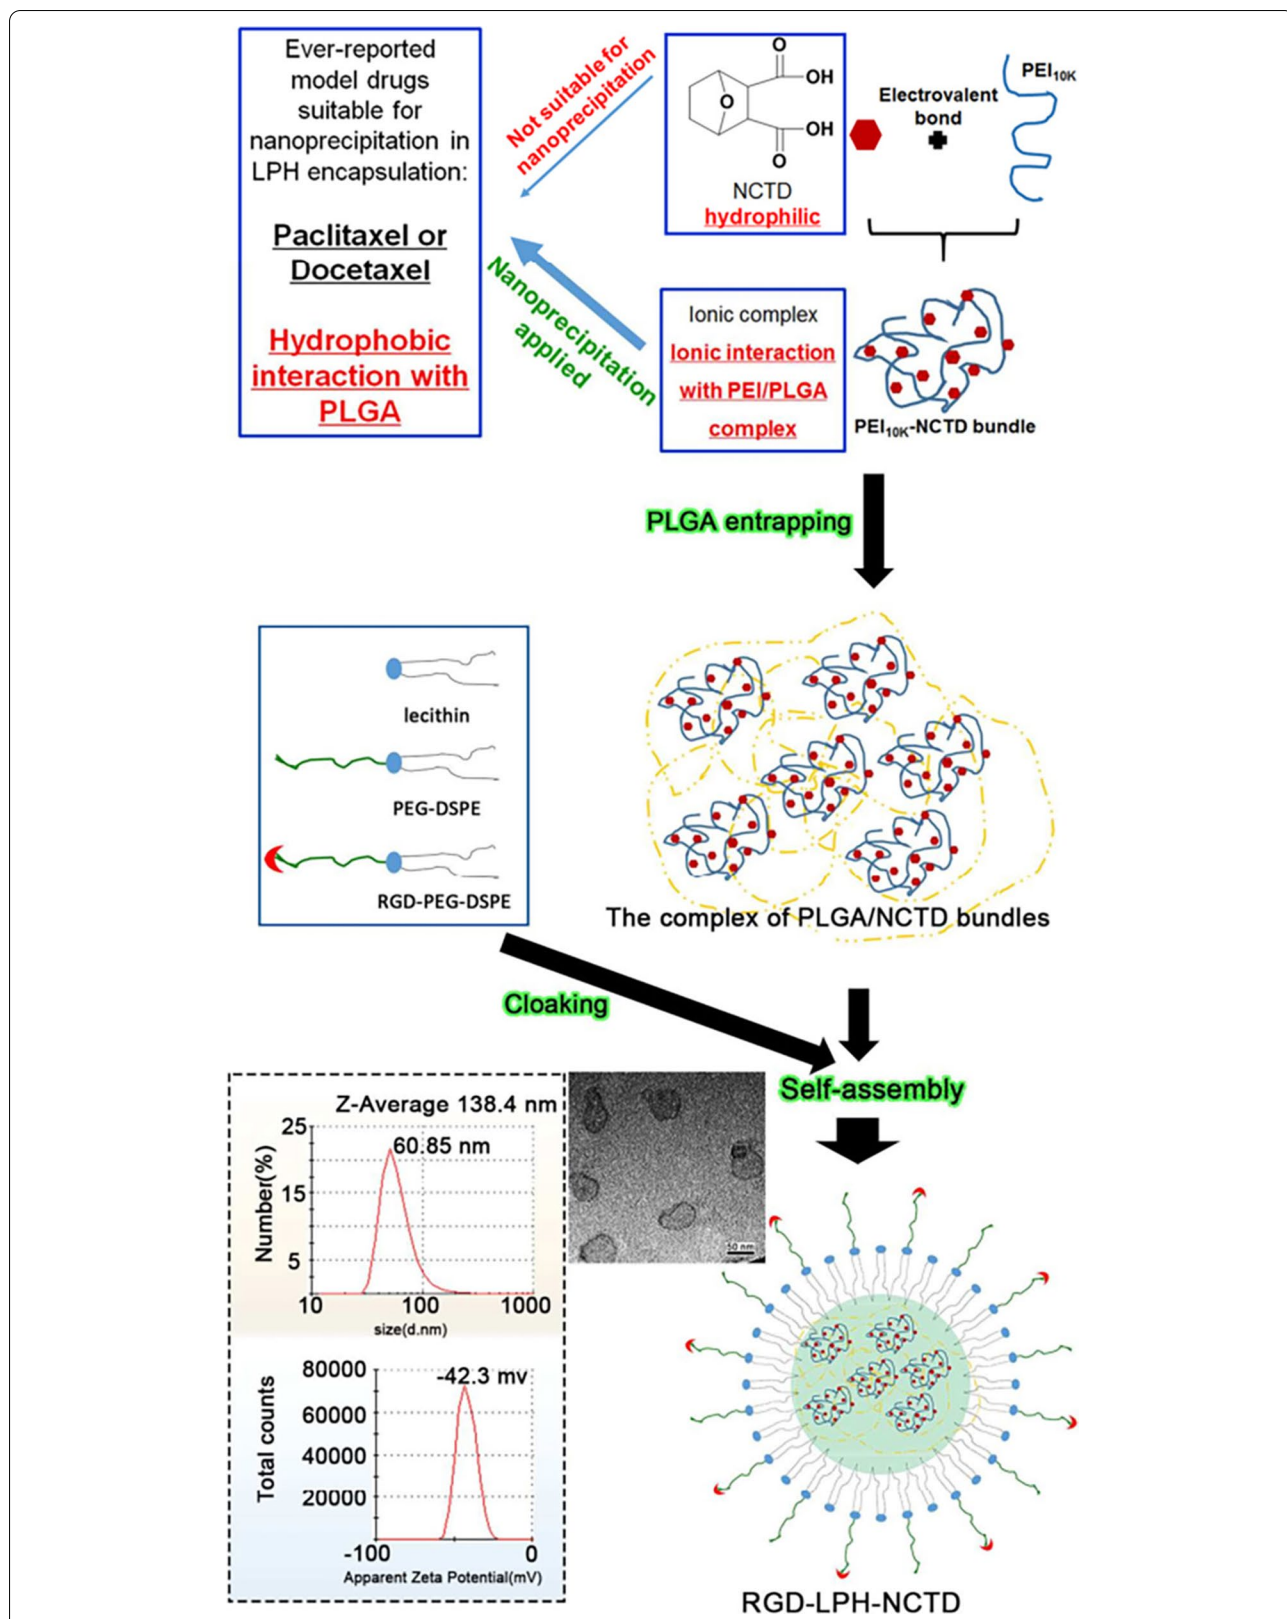 Ever-reported
model drugs
suitable for
nanoprecipitation in
LPH encapsulation:
Paclitaxel or
Docetaxel
Hydrophobic
interaction with
PLGA
Not suitable for
nanoprecipitation
O
OH
O
OH
O
NCTD
hydrophilic
Electrovalent
bond
PEI10K
Nanoprecipitation
applied
Ionic complex
Ionic interaction
with PEI/PLGA
complex
PEI10K-NCTD bundle
PLGA entrapping
lecithin
PEG-DSPE
RGD-PEG-DSPE
The complex of PLGA/NCTD bundles
Cloaking
Self-assembly
Z-Average 138.4 nm
60.85 nm
Number(%)
25
15
5
10 100 1000
size(d.nm)
50 nm
-42.3 mv
Total counts
80000
60000
40000
20000
-100 0
Apparent Zeta Potential(mV)
RGD-LPH-NCTD